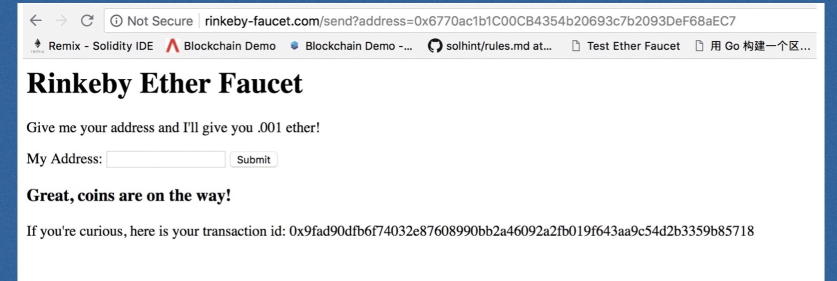 Not Secure rinkeby-faucet.com/send?address=0x6770ac1b1C00CB4354b20693c7b2093DeF68aEC7
Remix - Solidity IDE Blockchain Demo Blockchain Demo -... solhint/rules.md at... Test Ether Faucet 用 Go 构建一个区...
Rinkeby Ether Faucet
Give me your address and I'll give you .001 ether!
My Address: Submit
Great, coins are on the way!
If you're curious, here is your transaction id: 0x9fad90dfb6f74032e87608990bb2a46092a2fb019f643aa9c54d2b3359b85718